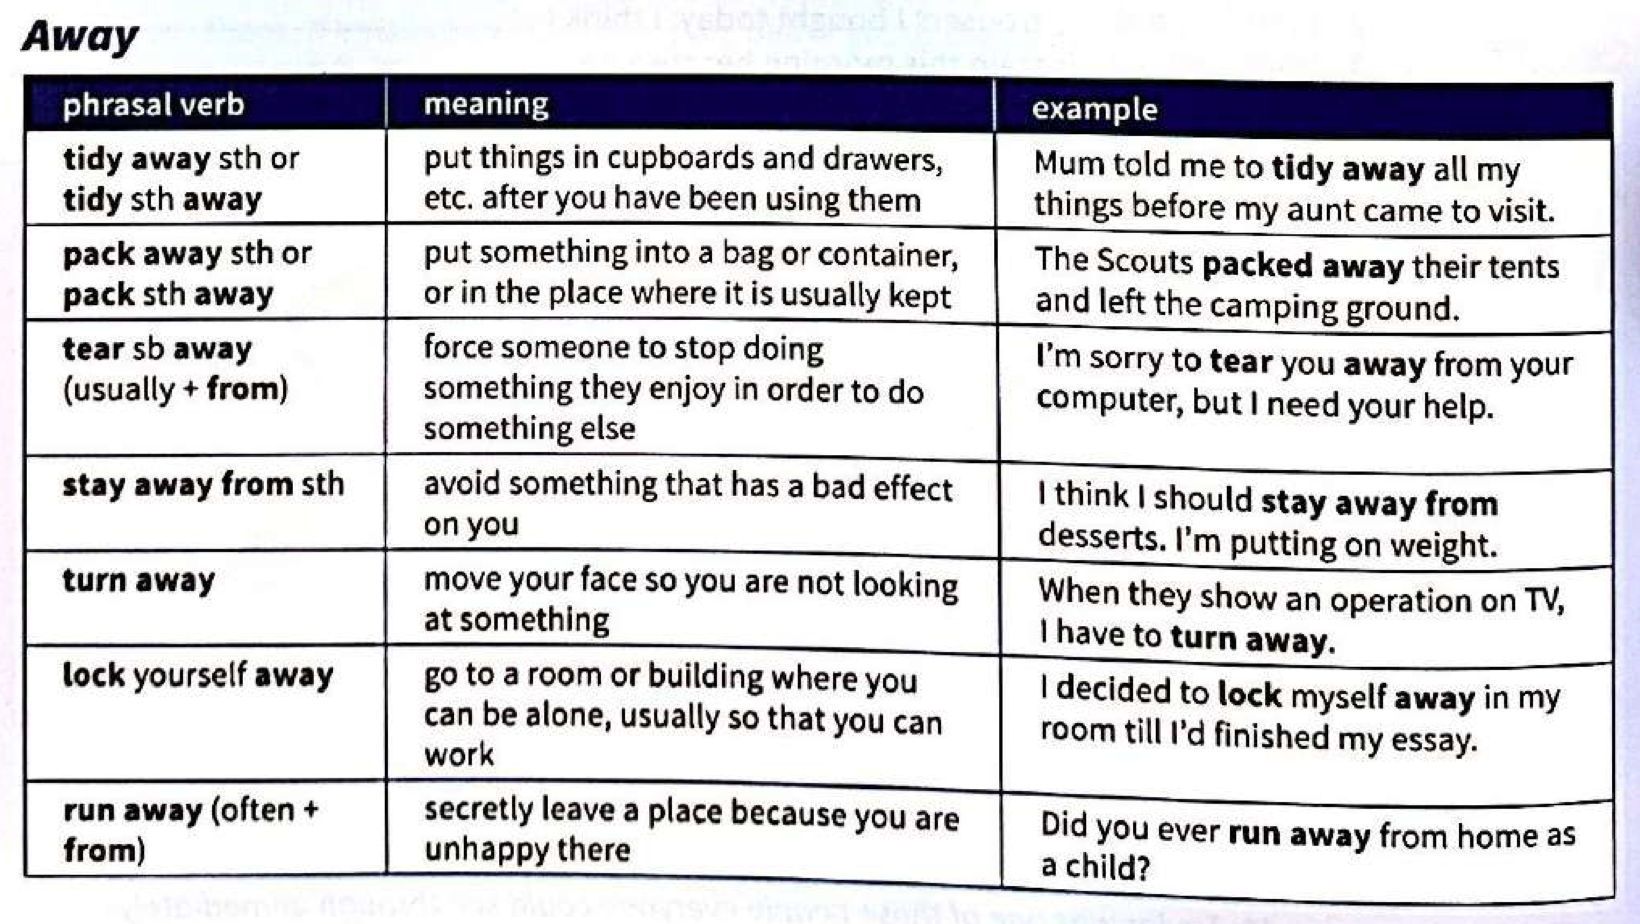 Away
phrasal verb
meaning
example
tidy away sth or
tidy sth away
put things in cupboards and drawers,
etc. after you have been using them
Mum told me to tidy away all my
things before my aunt came to visit.
pack away sth or
pack sth away
put something into a bag or container,
or in the place where it is usually kept
The Scouts packed away their tents
and left the camping ground.
tear sb away
(usually + from)
force someone to stop doing
something they enjoy in order to do
something else
I'm sorry to tear you away from your
computer, but I need your help.
stay away from sth
avoid something that has a bad effect
on you
I think I should stay away from
desserts. I'm putting on weight.
turn away
move your face so you are not looking
at something
When they show an operation on TV,
I have to turn away.
lock yourself away
go to a room or building where you
can be alone, usually so that you can
work
I decided to lock myself away in my
room till I'd finished my essay.
run away (often +
from)
secretly leave a place because you are
unhappy there
Did you ever run away from home as
a child?